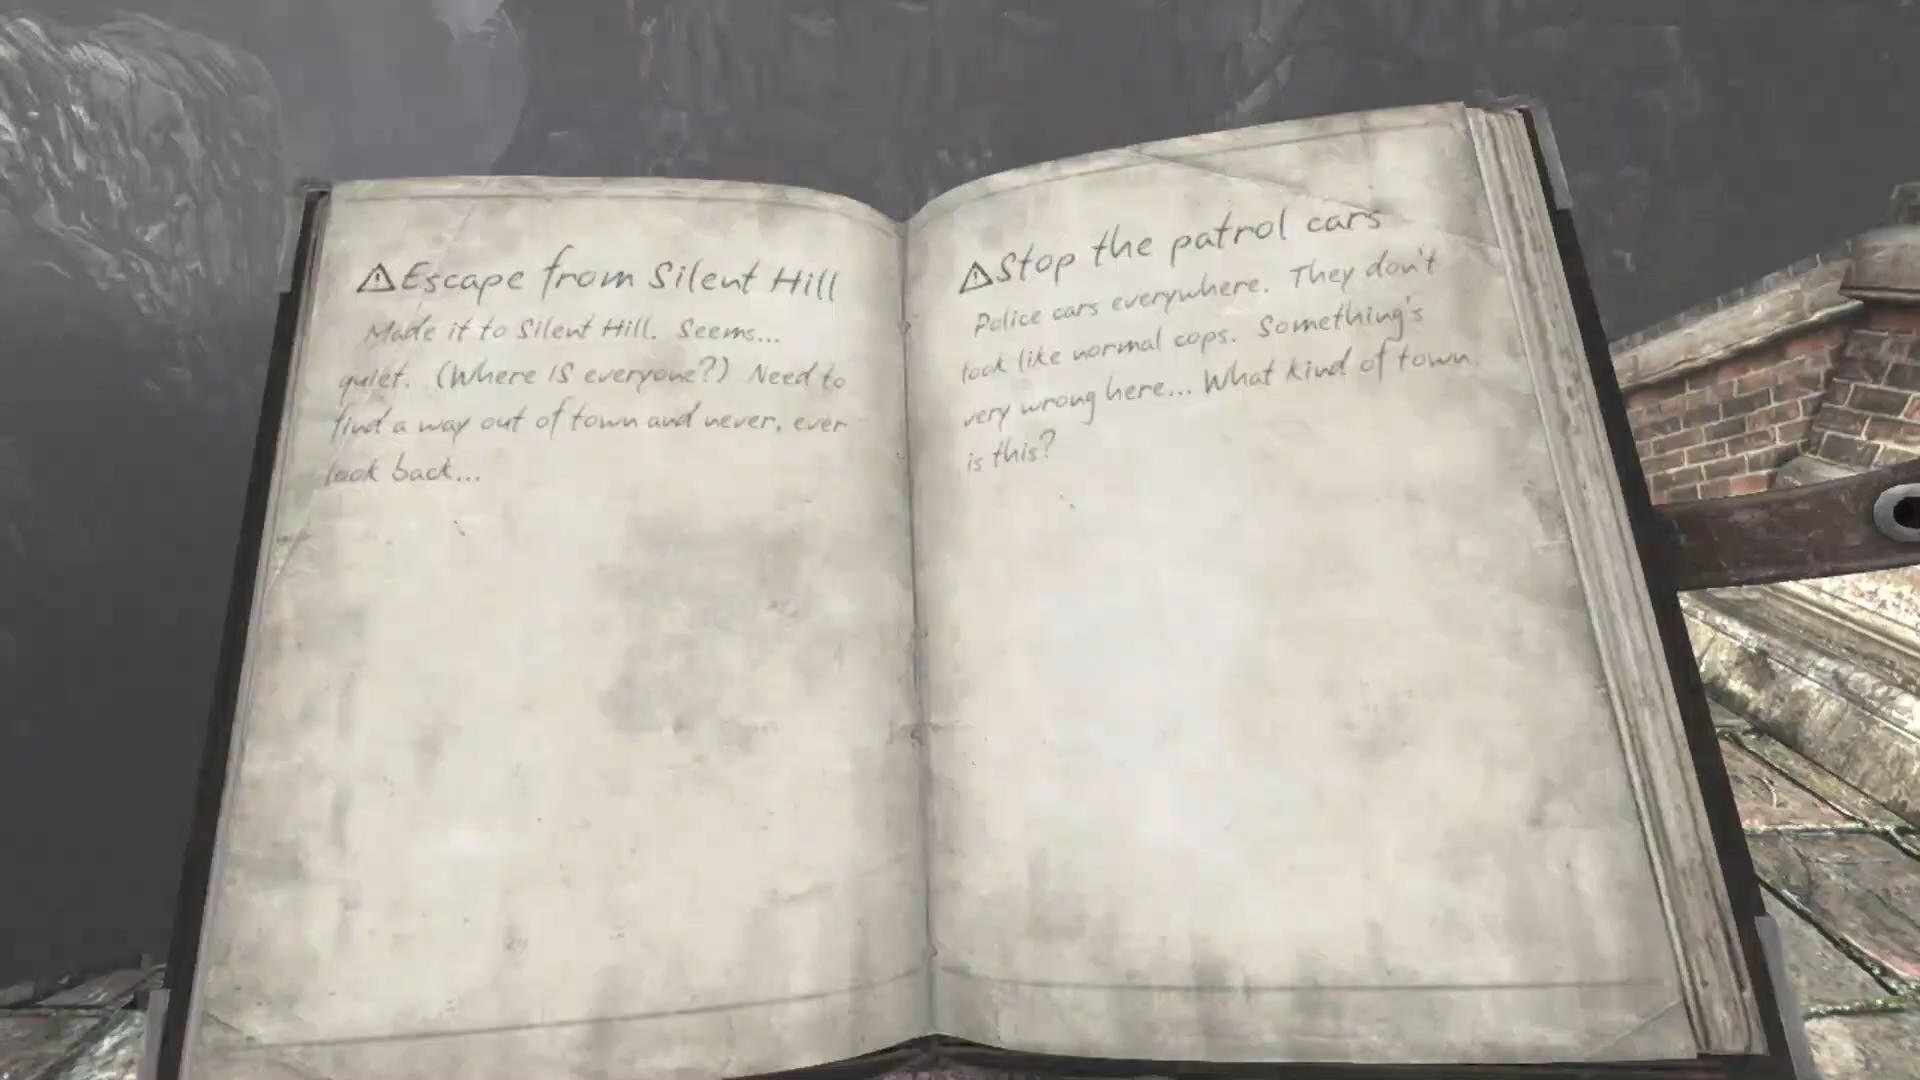 Escape from Silent Hill
Made it to Silent Hill. Seems...
quiet. (Where IS everyone?) Need to
find a way out of town and never, ever
look back...
Stop the patrol cars
Police cars everywhere. They don't
look like normal cops. Something's
very wrong here... What kind of town
is this?